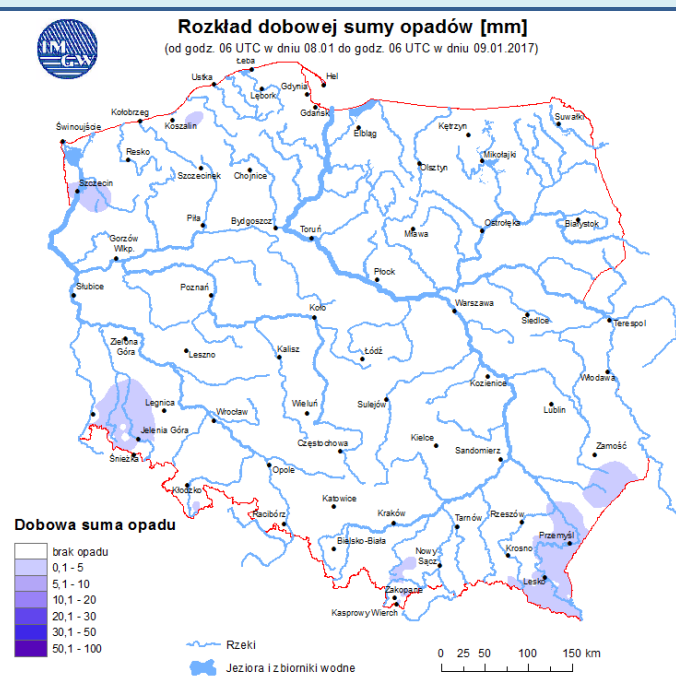 IM
GW
Rozkład dobowej sumy opadów [mm]
(od godz. 06 UTC w dniu 08.01 do godz. 06 UTC w dniu 09.01.2017)
Łeba
Ustka
Hel
Lębork
Gdynia
Gdańsk
Kołobrzeg
Koszalin
Świnoujście
Elbląg
Kętrzyn
Suwałki
Resko
Szczecinek
Chojnice
Olsztyn
Mikołajki
Szczecin
Piła
Bydgoszcz
Toruń
Mława
Ostrołęka
Białystok
Gorzów
Wlkp.
Płock
Słubice
Poznań
Koło
Warszawa
Siedlce
Terespol
Zielona
Góra
Leszno
Kalisz
Łódź
Kozienice
Włodawa
Legnica
Wrocław
Wieluń
Sulejów
Lublin
Jelenia Góra
Śnieżka
Częstochowa
Kielce
Sandomierz
Zamość
Opole
Kłodzko
Racibórz
Katowice
Kraków
Tarnów
Rzeszów
Przemyśl
Bielsko-Biała
Nowy
Sącz
Krosno
Lesko
Zakopane
Kasprowy Wierch
Dobowa suma opadu
brak opadu
0,1 - 5
5,1 - 10
10,1 - 20
20,1 - 30
30,1 - 50
50,1 - 100
Rzeki
Jeziora i zbiorniki wodne
0 25 50 100 150 km